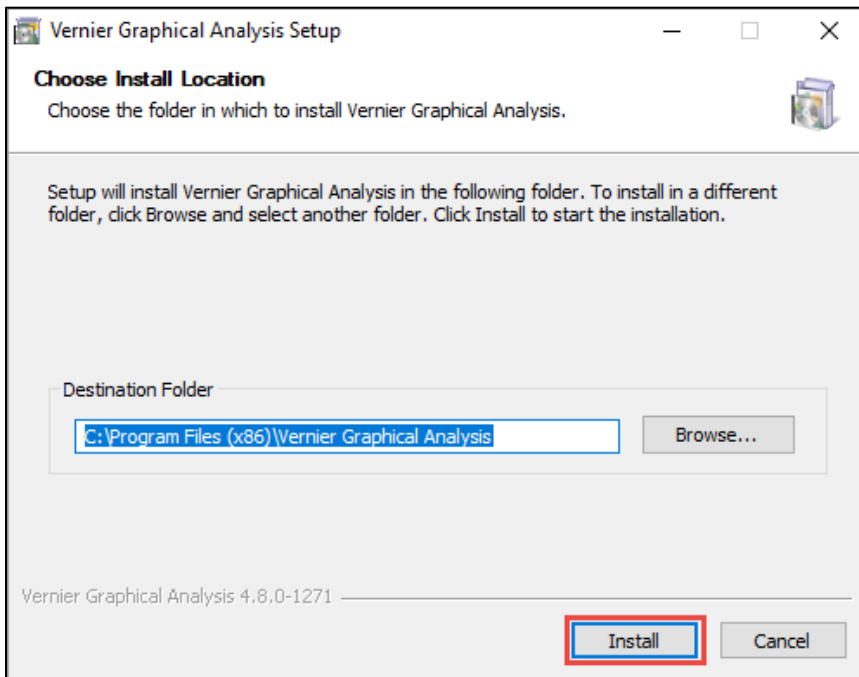 Vernier Graphical Analysis Setup
Choose Install Location
Choose the folder in which to install Vernier Graphical Analysis.
Setup will install Vernier Graphical Analysis in the following folder. To install in a different
folder, click Browse and select another folder. Click Install to start the installation.
Destination Folder
C:\Program Files (x86)\Vernier Graphical Analysis
Browse...
Vernier Graphical Analysis 4.8.0-1271
Install
Cancel